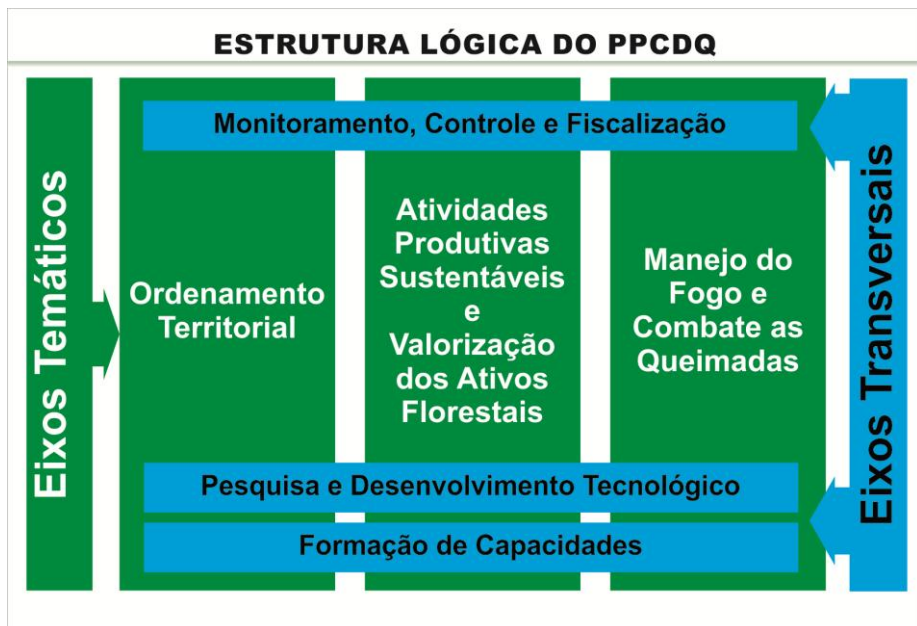 ESTRUTURA LÓGICA DO PPCDQ
Eixos Temáticos
Monitoramento, Controle e Fiscalização
Ordenamento
Territorial
Atividades
Produtivas
Sustentáveis
e
Valorização
dos Ativos
Florestais
Manejo do
Fogo e
Combate as
Queimadas
Pesquisa e Desenvolvimento Tecnológico
Formação de Capacidades
Eixos Transversais